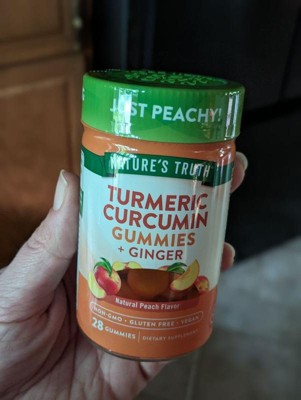 JUST PEACHY!
NATURE'S TRUTH
TURMERIC
CURCUMIN
GUMMIES
+ GINGER
Natural Peach Flavor
NON-GMO • GLUTEN FREE • VEGAN
28 GUMMIES | DIETARY SUPPLEMENT